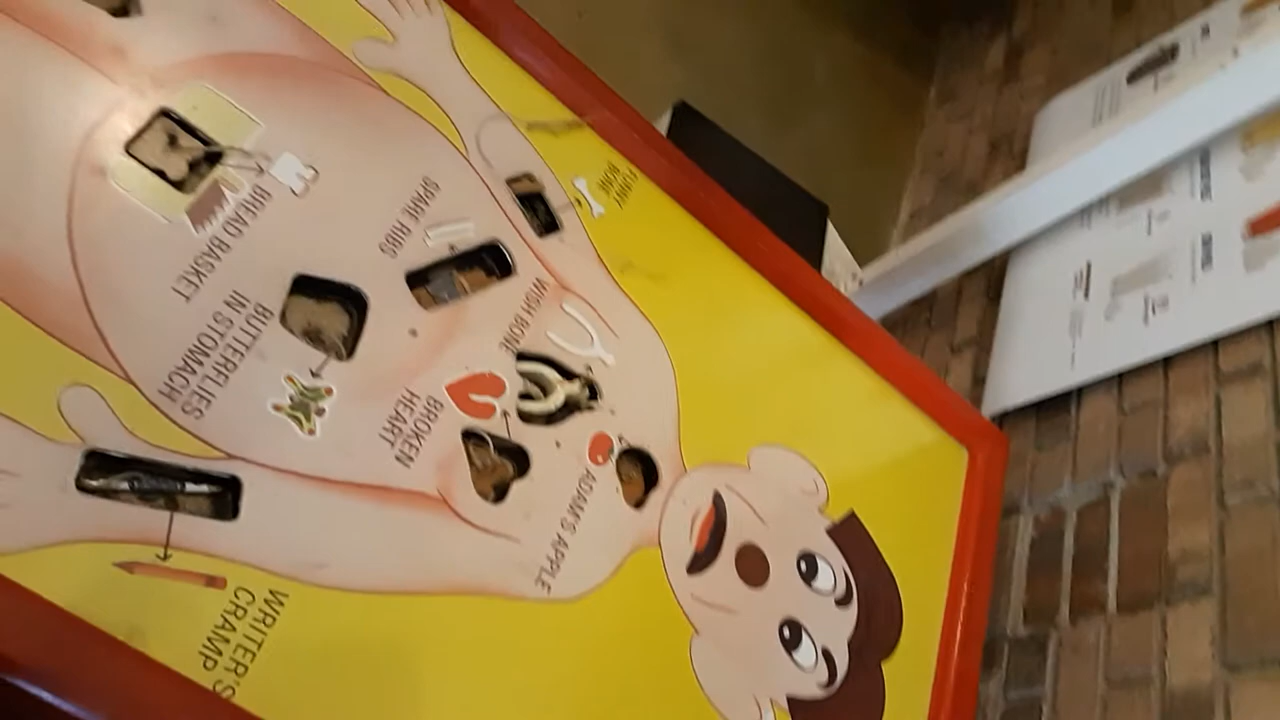 ADAM'S APPLE
BROKEN
HEART
WISH BONE
SPARE RIBS
FUNNY
BONE
BUTTERFLIES
IN STOMACH
BREAD BASKET
WRITER'S
CRAMP